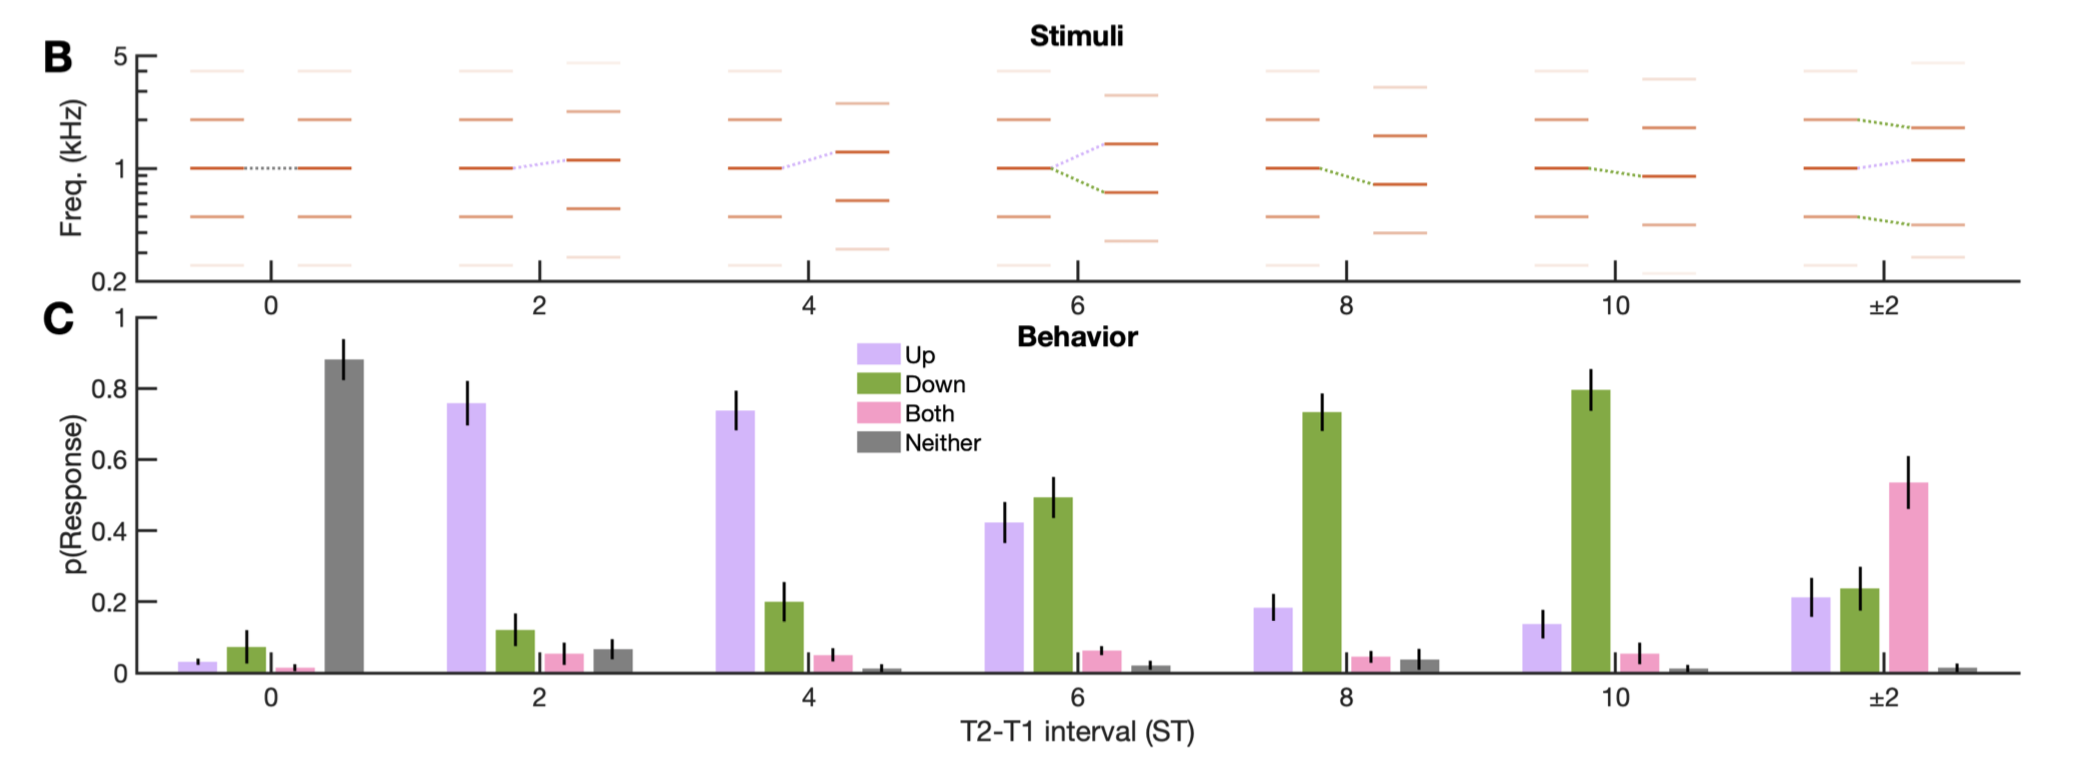 B
Stimuli
5
1
0.2
Freq. (kHz)
0 2 4 6 8 10 ±2
C
Behavior
1
0.8
0.6
0.4
0.2
0
p(Response)
Up
Down
Both
Neither
0 2 4 6 8 10 ±2
T2-T1 interval (ST)